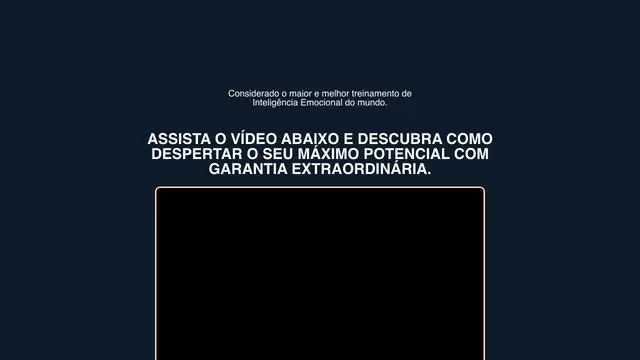 Considerado o maior e melhor treinamento de
Inteligência Emocional do mundo.
ASSISTA O VÍDEO ABAIXO E DESCUBRA COMO
DESPERTAR O SEU MÁXIMO POTENCIAL COM
GARANTIA EXTRAORDINÁRIA.